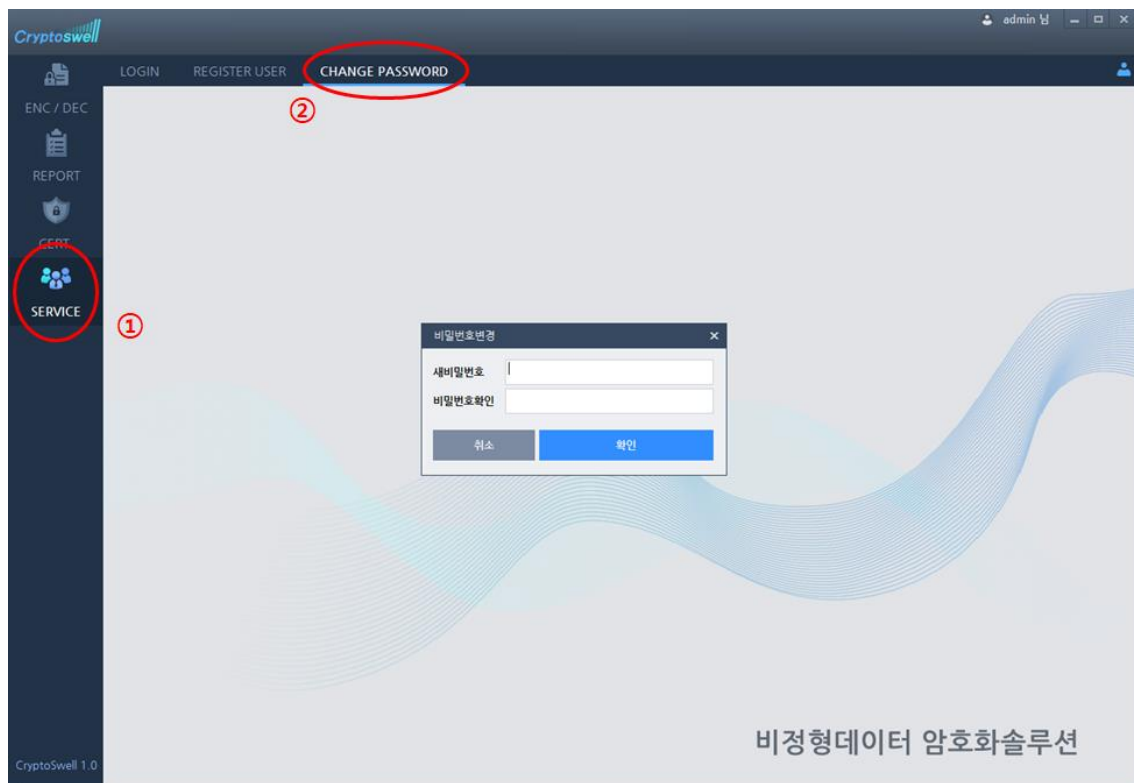 Cryptoswell
admin 님
LOGIN REGISTER USER CHANGE PASSWORD
②
ENC / DEC
REPORT
CERT
SERVICE
①
비밀번호변경
새비밀번호
비밀번호확인
취소 확인
비정형데이터 암호화솔루션
CryptoSwell 1.0